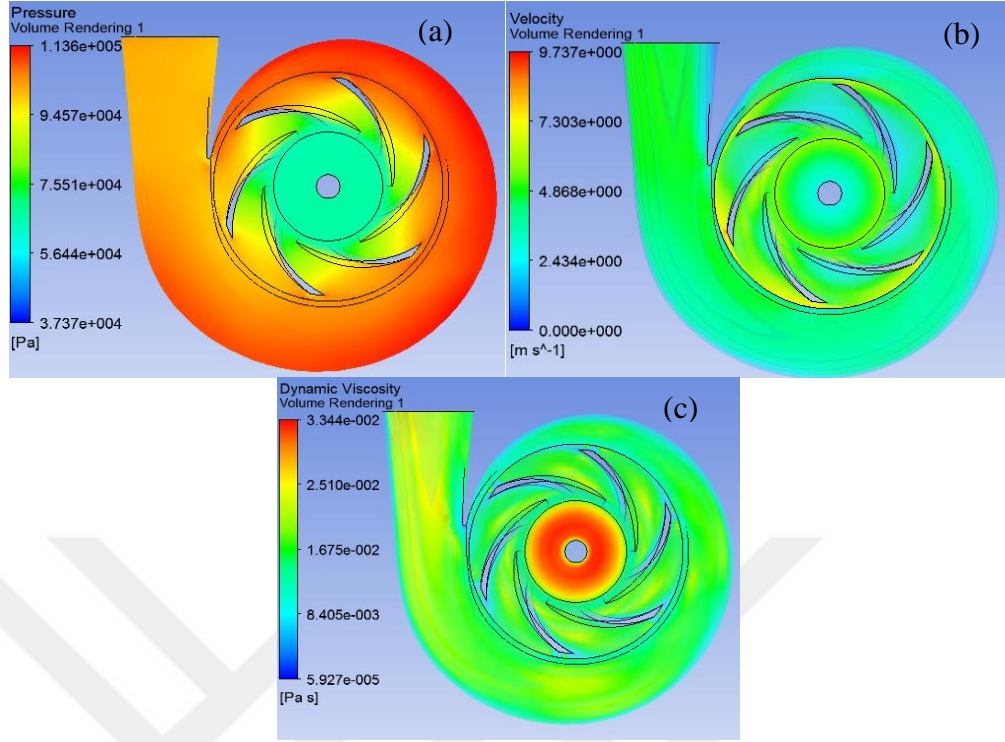 Pressure
Volume Rendering 1
(a)
1.136e+005
9.457e+004
7.551e+004
5.644e+004
3.737e+004
[Pa]
Velocity
Volume Rendering 1
(b)
9.737e+000
7.303e+000
4.868e+000
2.434e+000
0.000e+000
[m s^-1]
Dynamic Viscosity
Volume Rendering 1
(c)
3.344e-002
2.510e-002
1.675e-002
8.405e-003
5.927e-005
[Pa s]